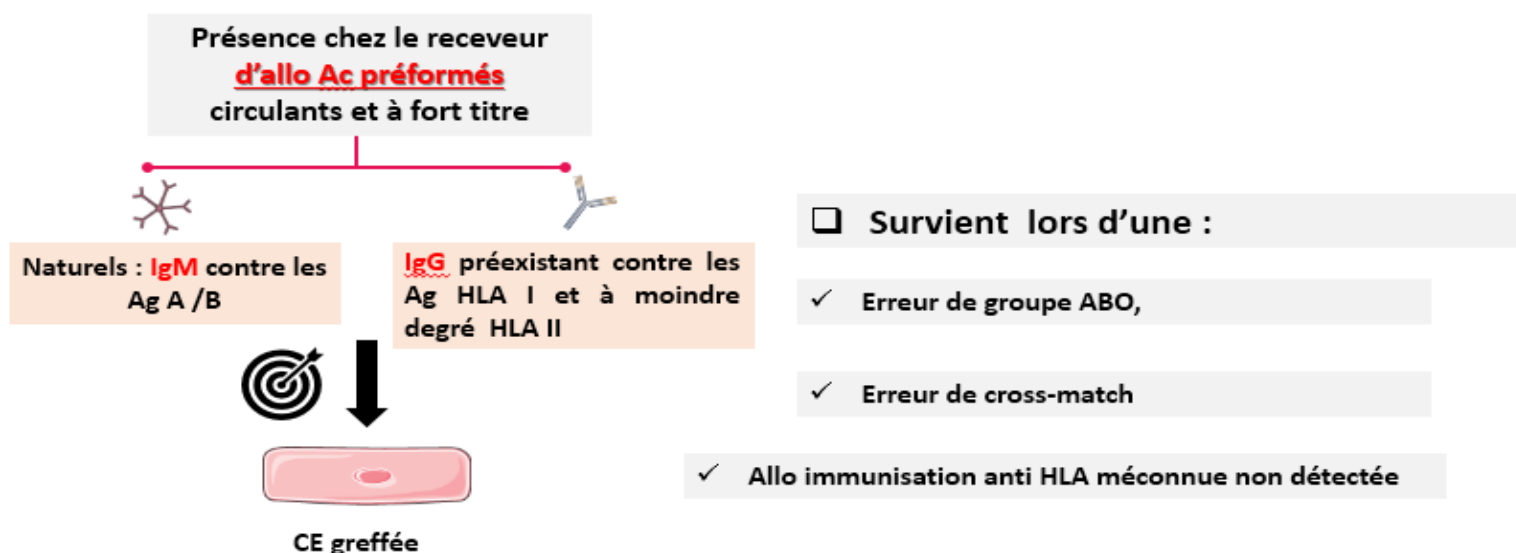 Présence chez le receveur
d'allo Ac préformés
circulants et à fort titre
Naturels : IgM contre les
Ag A /B
IgG préexistant contre les
Ag HLA I et à moindre
degré HLA II
CE greffée
❑ Survient lors d'une :
✓ Erreur de groupe ABO,
✓ Erreur de cross-match
✓ Allo immunisation anti HLA méconnue non détectée